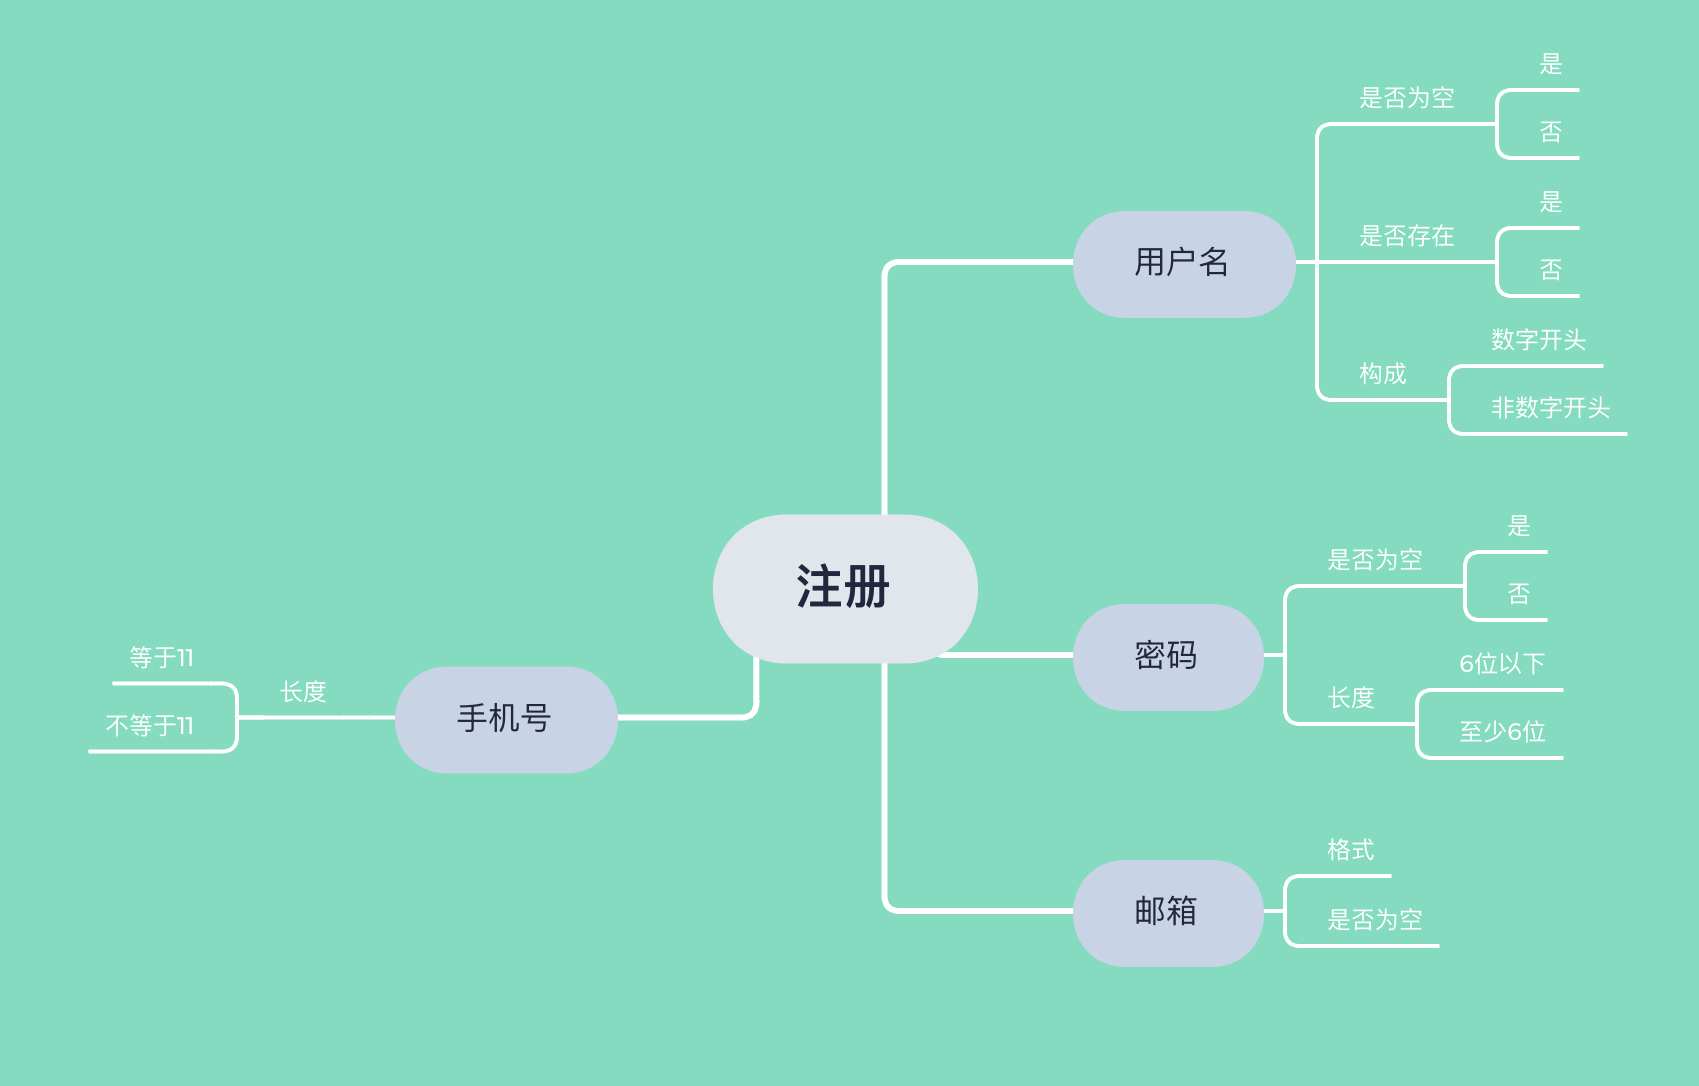 注册
用户名
是否为空
是
否
是否存在
是
否
构成
数字开头
非数字开头
密码
是否为空
是
否
长度
6位以下
至少6位
邮箱
格式
是否为空
手机号
长度
等于11
不等于11